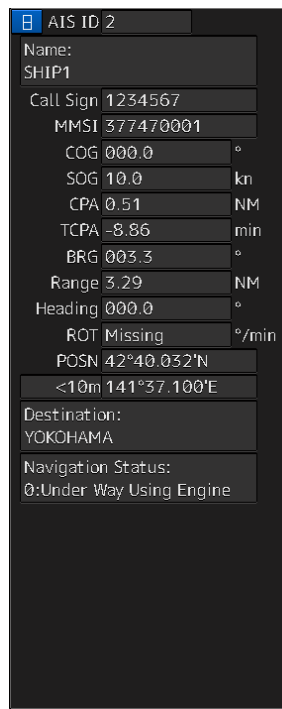 日 AIS ID 2
Name:
SHIP1
Call Sign 1234567
MMSI 377470001
COG 000.0 °
SOG 10.0 kn
CPA 0.51 NM
TCPA -8.86 min
BRG 003.3 °
Range 3.29 NM
Heading 000.0 °
ROT Missing °/min
POSN 42°40.032'N
<10m 141°37.100'E
Destination:
YOKOHAMA
Navigation Status:
0:Under Way Using Engine